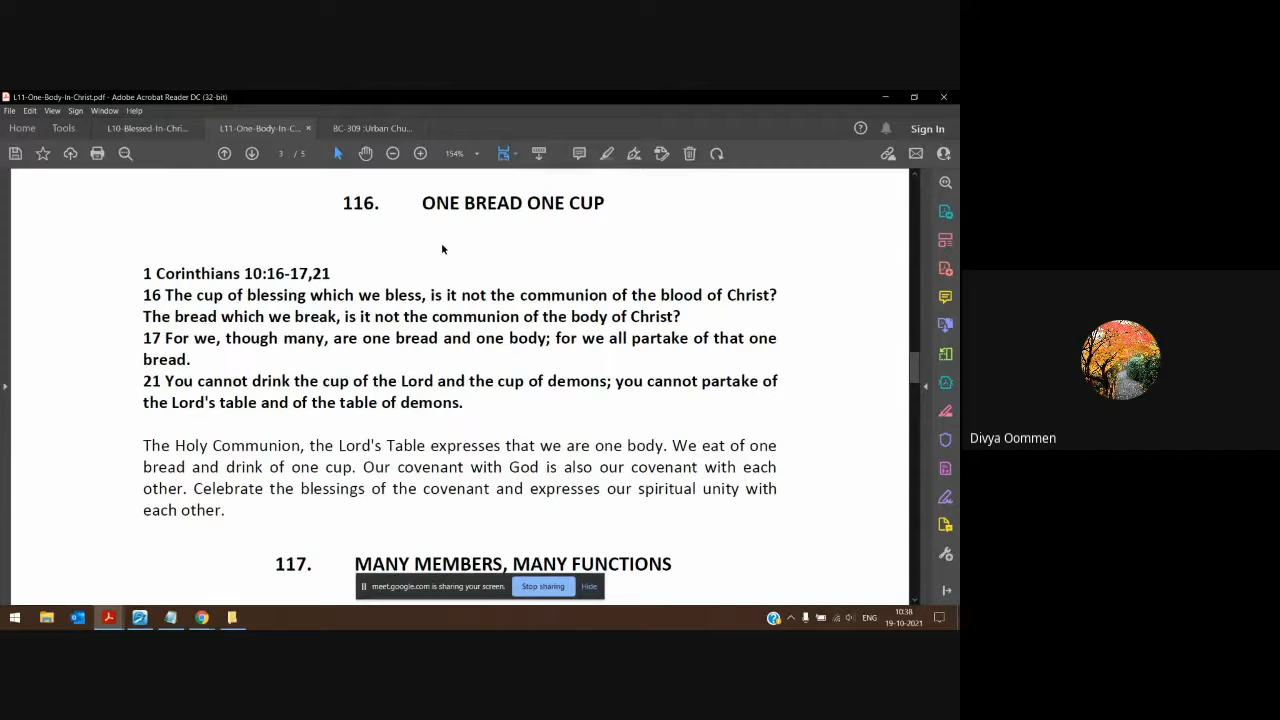 L11-One-Body-In-Christ.pdf - Adobe Acrobat Reader DC (32-bit)
File Edit View Sign Window Help
Home Tools L10-Blessed-In-Chri... L11-One-Body-In-C... × BC-309 :Urban Chu... Sign In
3 / 5 154%
116. ONE BREAD ONE CUP
1 Corinthians 10:16-17,21
16 The cup of blessing which we bless, is it not the communion of the blood of Christ?
The bread which we break, is it not the communion of the body of Christ?
17 For we, though many, are one bread and one body; for we all partake of that one
bread.
21 You cannot drink the cup of the Lord and the cup of demons; you cannot partake of
the Lord's table and of the table of demons.
The Holy Communion, the Lord's Table expresses that we are one body. We eat of one
bread and drink of one cup. Our covenant with God is also our covenant with each
other. Celebrate the blessings of the covenant and expresses our spiritual unity with
each other.
117. MANY MEMBERS, MANY FUNCTIONS
meet.google.com is sharing your screen. Stop sharing Hide
ENG 10:38
19-10-2021
Divya Oommen